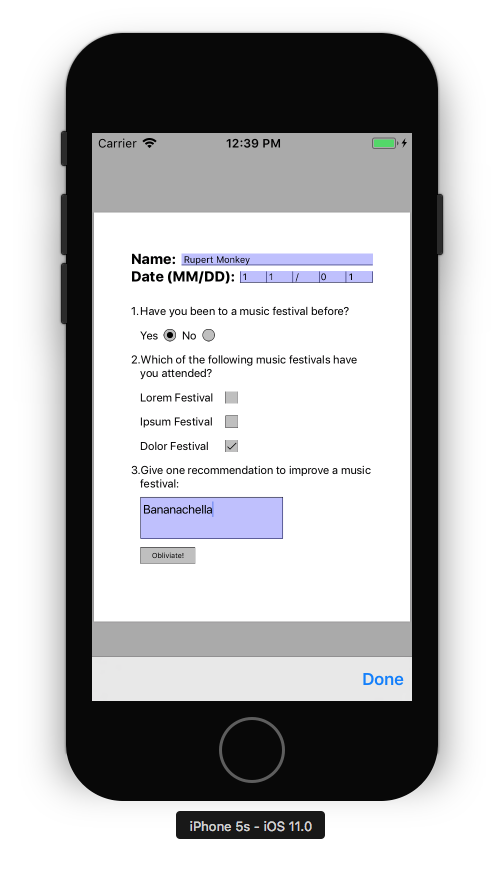 Carrier 12:39 PM
Name: Rupert Monkey
Date (MM/DD): 1 1 / 0 1
1.Have you been to a music festival before?
Yes No
2.Which of the following music festivals have
you attended?
Lorem Festival
Ipsum Festival
Dolor Festival
3.Give one recommendation to improve a music
festival:
Bananachella
Obliviate!
Done
iPhone 5s - iOS 11.0